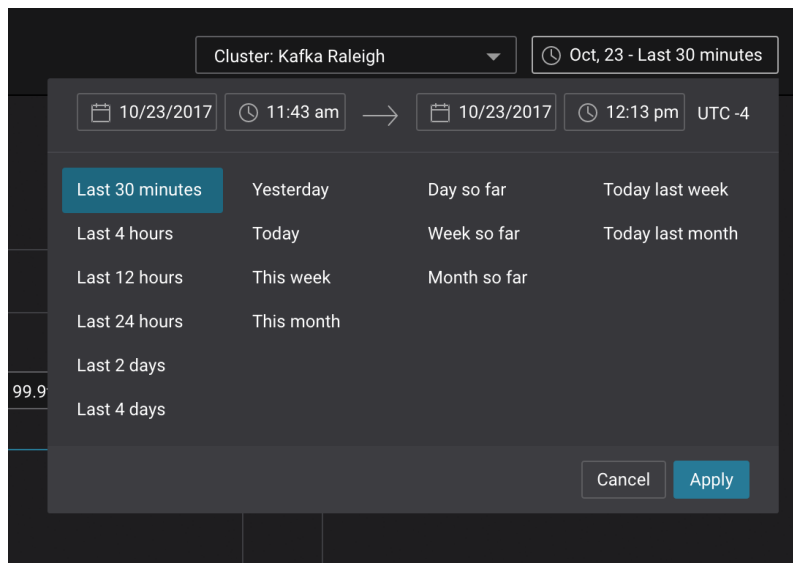 Cluster: Kafka Raleigh Oct, 23 - Last 30 minutes
10/23/2017 11:43 am 10/23/2017 12:13 pm UTC -4
Last 30 minutes Yesterday Day so far Today last week
Last 4 hours Today Week so far Today last month
Last 12 hours This week Month so far
Last 24 hours This month
Last 2 days
99.9
Last 4 days
Cancel Apply